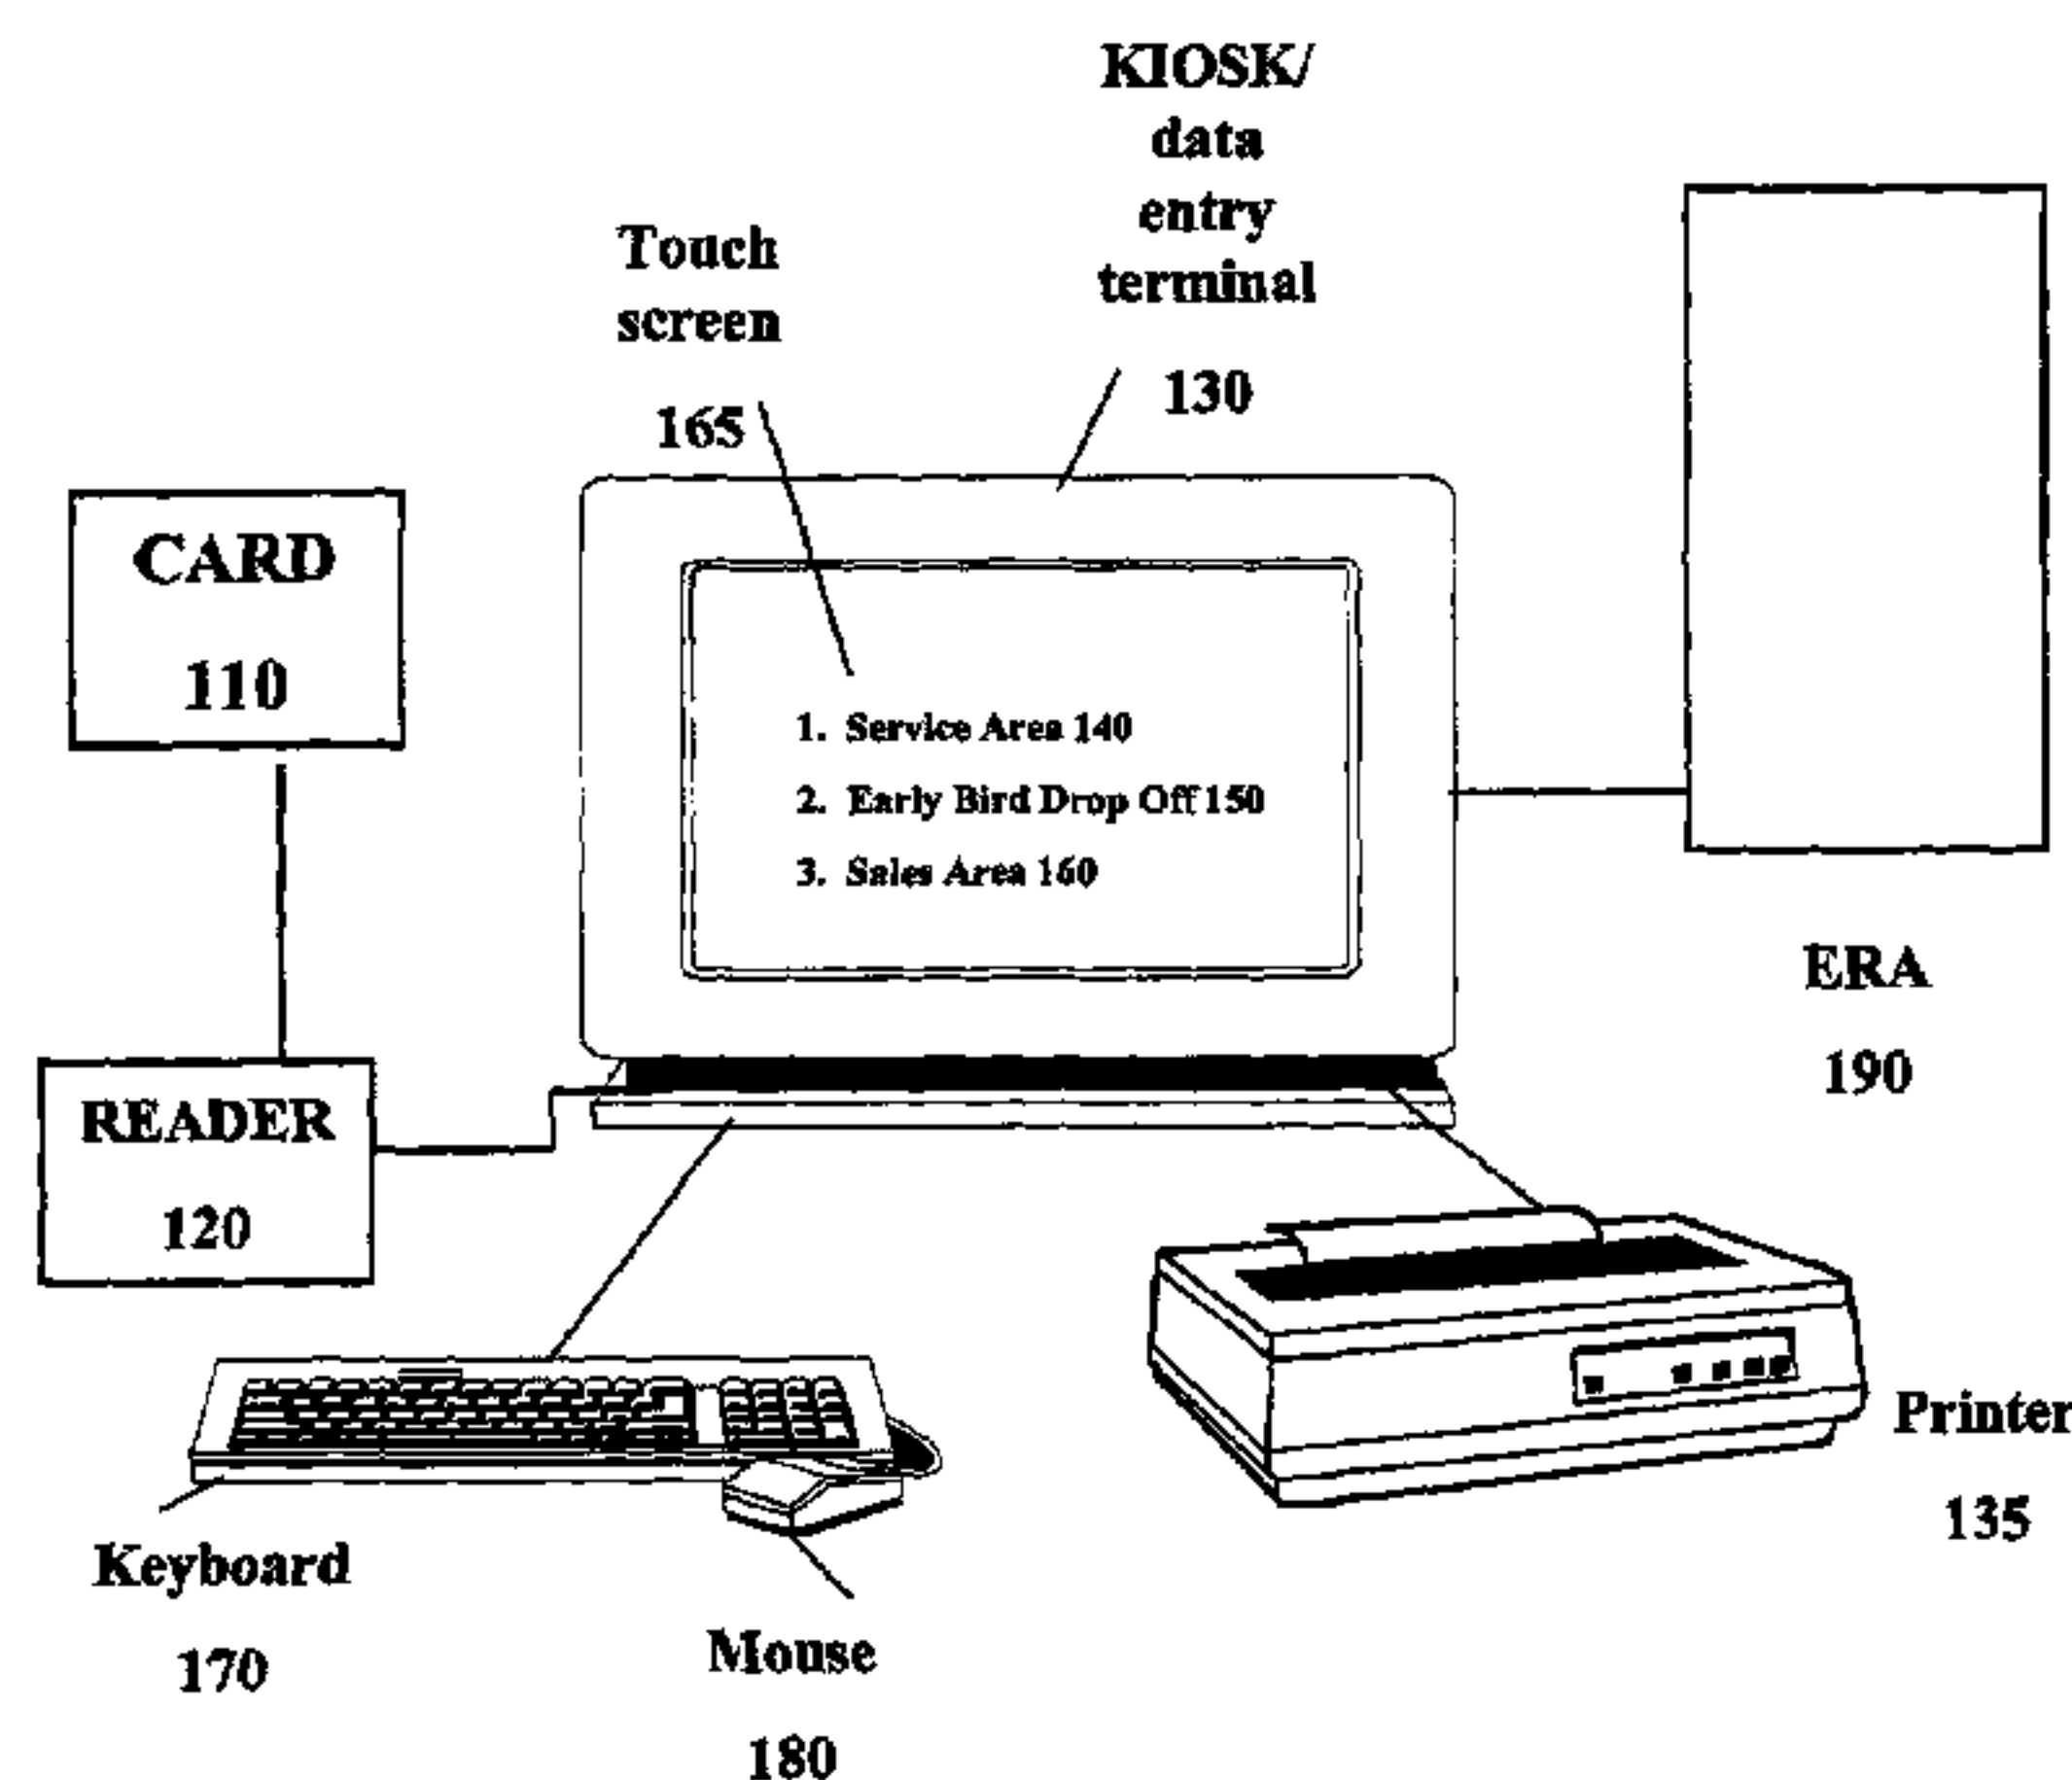 KIOSK/
data
entry
terminal
130
Touch
screen
165
CARD
110
1. Service Area 140
2. Early Bird Drop Off 150
3. Sales Area 160
ERA
190
READER
120
Printer
135
Keyboard
170
Mouse
180